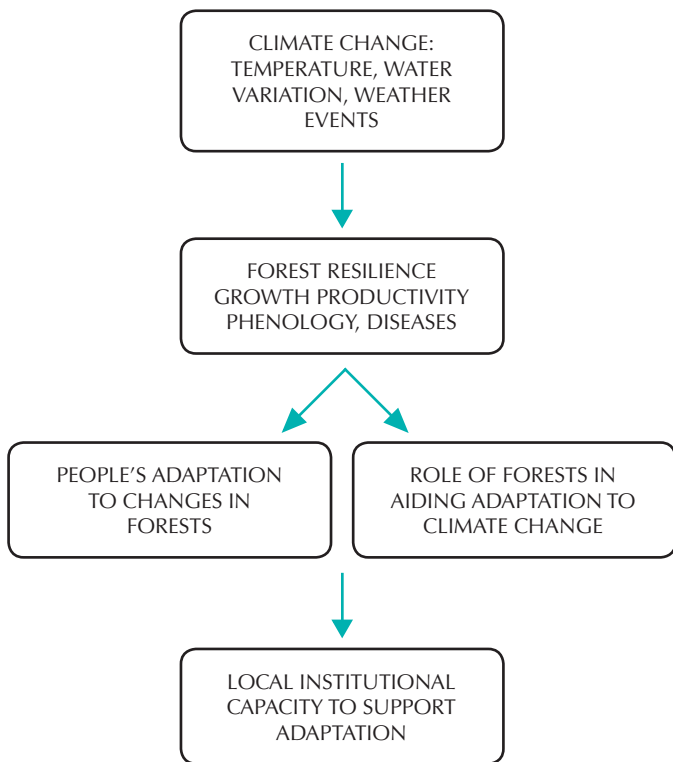 CLIMATE CHANGE:
TEMPERATURE, WATER
VARIATION, WEATHER
EVENTS
FOREST RESILIENCE
GROWTH PRODUCTIVITY
PHENOLOGY, DISEASES
PEOPLE’S ADAPTATION
TO CHANGES IN
FORESTS
ROLE OF FORESTS IN
AIDING ADAPTATION TO
CLIMATE CHANGE
LOCAL INSTITUTIONAL
CAPACITY TO SUPPORT
ADAPTATION